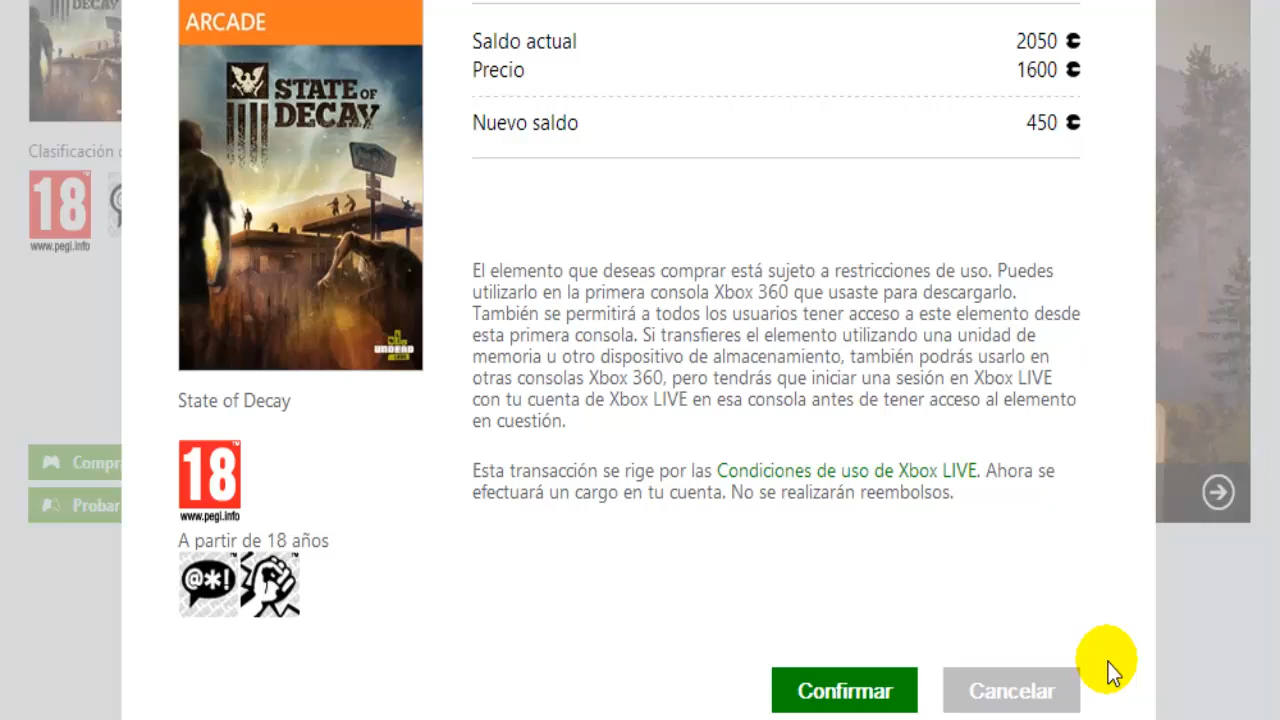 DECAY
ARCADE
STATE OF
DECAY
UNDEAD
LABS
Saldo actual 2050
Precio 1600
Nuevo saldo 450
Clasificación
18
www.pegi.info
El elemento que deseas comprar está sujeto a restricciones de uso. Puedes
utilizarlo en la primera consola Xbox 360 que usaste para descargarlo.
También se permitirá a todos los usuarios tener acceso a este elemento desde
esta primera consola. Si transfieres el elemento utilizando una unidad de
memoria u otro dispositivo de almacenamiento, también podrás usarlo en
otras consolas Xbox 360, pero tendrás que iniciar una sesión en Xbox LIVE
con tu cuenta de Xbox LIVE en esa consola antes de tener acceso al elemento
en cuestión.
State of Decay
18
www.pegi.info
A partir de 18 años
@*!
Esta transacción se rige por las Condiciones de uso de Xbox LIVE. Ahora se
efectuará un cargo en tu cuenta. No se realizarán reembolsos.
Compr
Probar
Confirmar
Cancelar